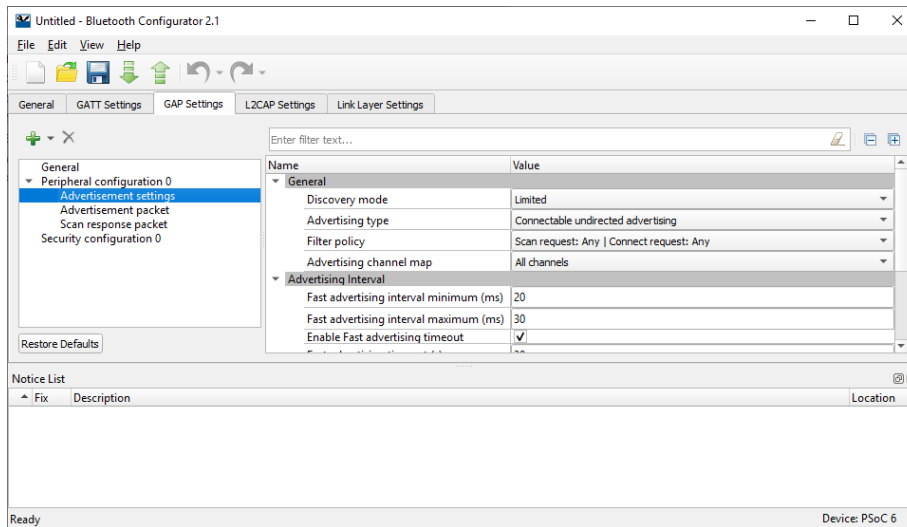 Untitled - Bluetooth Configurator 2.1
File Edit View Help
General GATT Settings GAP Settings L2CAP Settings Link Layer Settings
Enter filter text...
General
Peripheral configuration 0
Advertisement settings
Advertisement packet
Scan response packet
Security configuration 0
Restore Defaults
Name Value
General
Discovery mode Limited
Advertising type Connectable undirected advertising
Filter policy Scan request: Any | Connect request: Any
Advertising channel map All channels
Advertising Interval
Fast advertising interval minimum (ms) 20
Fast advertising interval maximum (ms) 30
Enable Fast advertising timeout
Notice List
Fix Description Location
Ready Device: PSoC 6